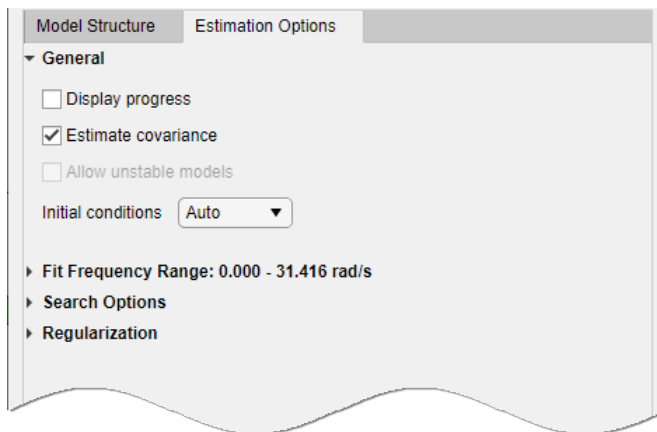 Model Structure Estimation Options
General
Display progress
Estimate covariance
Allow unstable models
Initial conditions Auto
Fit Frequency Range: 0.000 - 31.416 rad/s
Search Options
Regularization